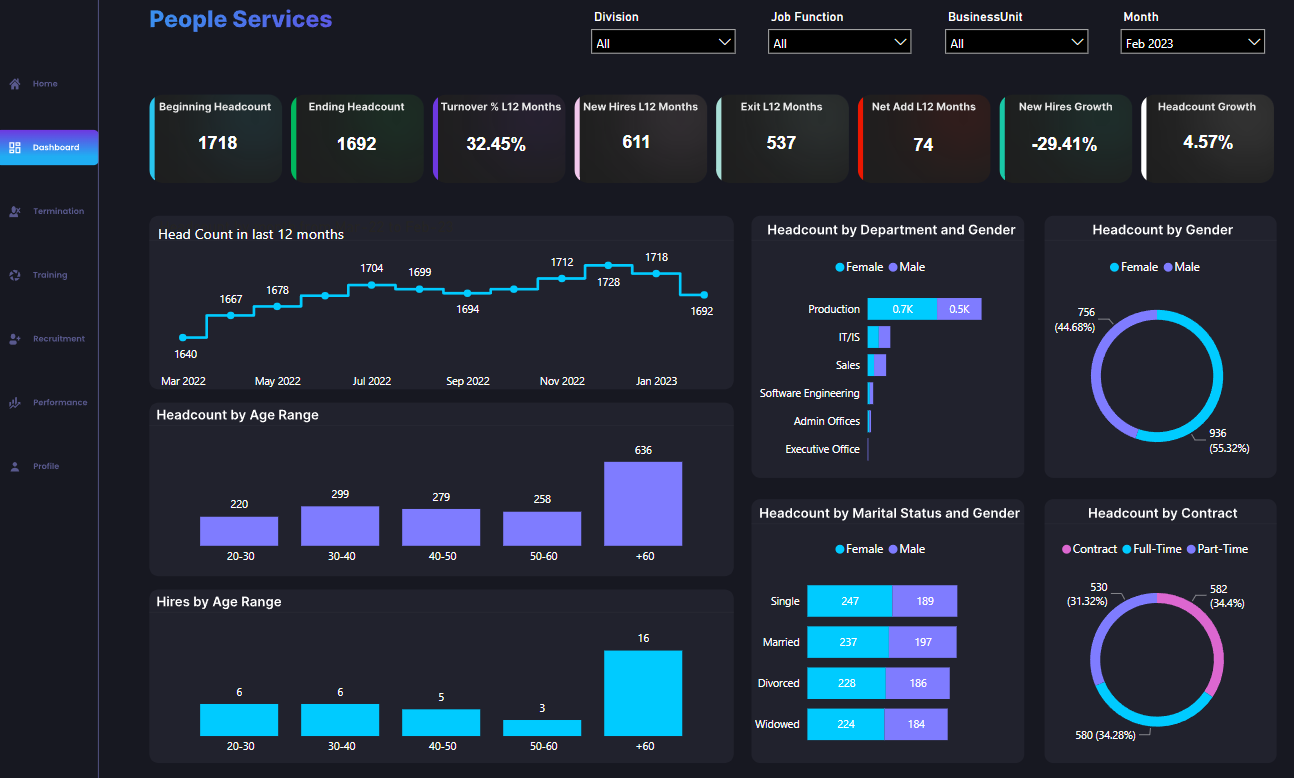 People Services
Division
Job Function
BusinessUnit
Month
All
All
All
Feb 2023
Home
Dashboard
Termination
Training
Recruitment
Performance
Profile
Beginning Headcount
1718
Ending Headcount
1692
Turnover % L12 Months
32.45%
New Hires L12 Months
611
Exit L12 Months
537
Net Add L12 Months
74
New Hires Growth
-29.41%
Headcount Growth
4.57%
Head Count in last 12 months
1640
1667
1678
1704
1699
1694
1712
1728
1718
1692
Mar 2022
May 2022
Jul 2022
Sep 2022
Nov 2022
Jan 2023
Headcount by Age Range
220
299
279
258
636
20-30
30-40
40-50
50-60
+60
Hires by Age Range
6
6
5
3
16
20-30
30-40
40-50
50-60
+60
Headcount by Department and Gender
Female Male
Production 0.7K 0.5K
IT/IS
Sales
Software Engineering
Admin Offices
Executive Office
Headcount by Gender
Female Male
756
(44.68%)
936
(55.32%)
Headcount by Marital Status and Gender
Female Male
Single 247 189
Married 237 197
Divorced 228 186
Widowed 224 184
Headcount by Contract
Contract Full-Time Part-Time
530
(31.32%)
582
(34.4%)
580 (34.28%)